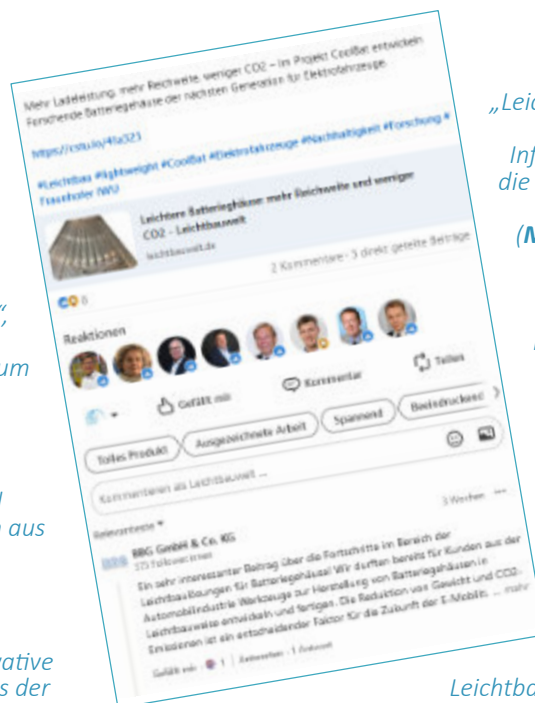 Mehr Ladeleistung, mehr Reichweite, weniger CO2 – Im Projekt CoolBat entwickeln
Forschende Batteriegehäuse der nächsten Generation für Elektrofahrzeuge.
#Leichtbau #lightweight #CoolBat #Elektrofahrzeuge #Nachhaltigkeit #Forschung #
Fraunhofer IWU
Leichtere Batteriegehäuse: mehr Reichweite und weniger
CO2 - Leichtbauwelt
leichtbauwelt.de
8
2 Kommentare · 3 direkt geteilte Beiträge
Reaktionen
Gefällt mir
Kommentar
Teilen
Tolles Produkt
Ausgezeichnete Arbeit
Spannend
Beeindruckend
Kommentieren als Leichtbauwelt ...
Relevanteste
BBG GmbH & Co. KG
3 Wochen ...
Ein sehr interessanter Beitrag über die Fortschritte im Bereich der
Leichtbaulösungen für Batteriegehäuse! Wir durften bereits für Kunden aus der
Automobilindustrie Werkzeuge zur Herstellung von Batteriegehäusen in
Leichtbauweise entwickeln und fertigen. Die Reduktion von Gewicht und CO2-
Emissionen ist ein entscheidender Faktor für die Zukunft der E-Mobilit. ... mehr
Gefällt mir · 1 | Antworten · 1 Antwort
„Leic
Inf
die
(M
“,
um
aus
ative
s der
Leichtba